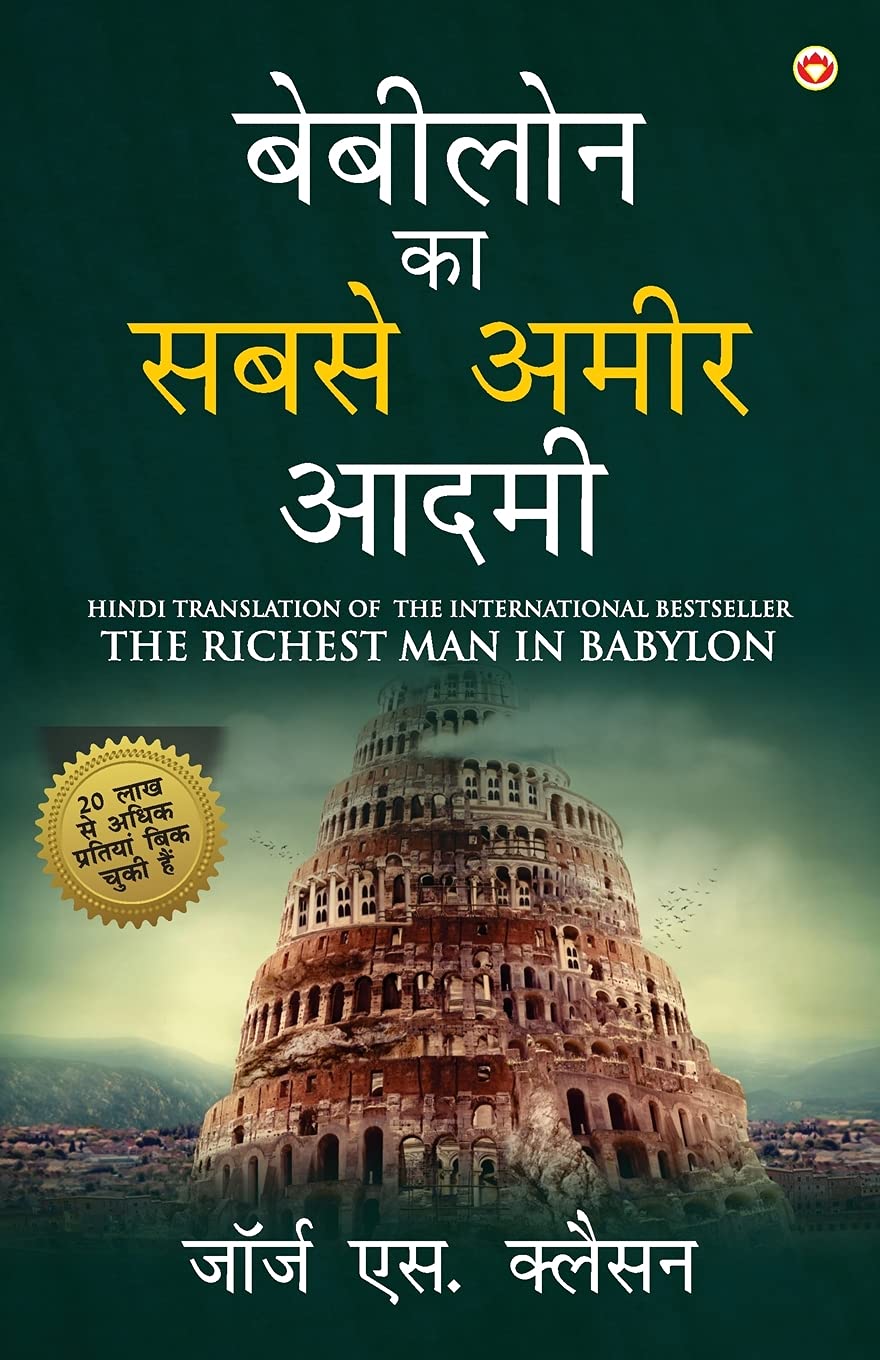 बेबीलोन
का
सबसे अमीर
आदमी
HINDI TRANSLATION OF THE INTERNATIONAL BESTSELLER
THE RICHEST MAN IN BABYLON
20 लाख
से अधिक
प्रतियां बिक
चुकी हैं
जॉर्ज एस. क्लैसन